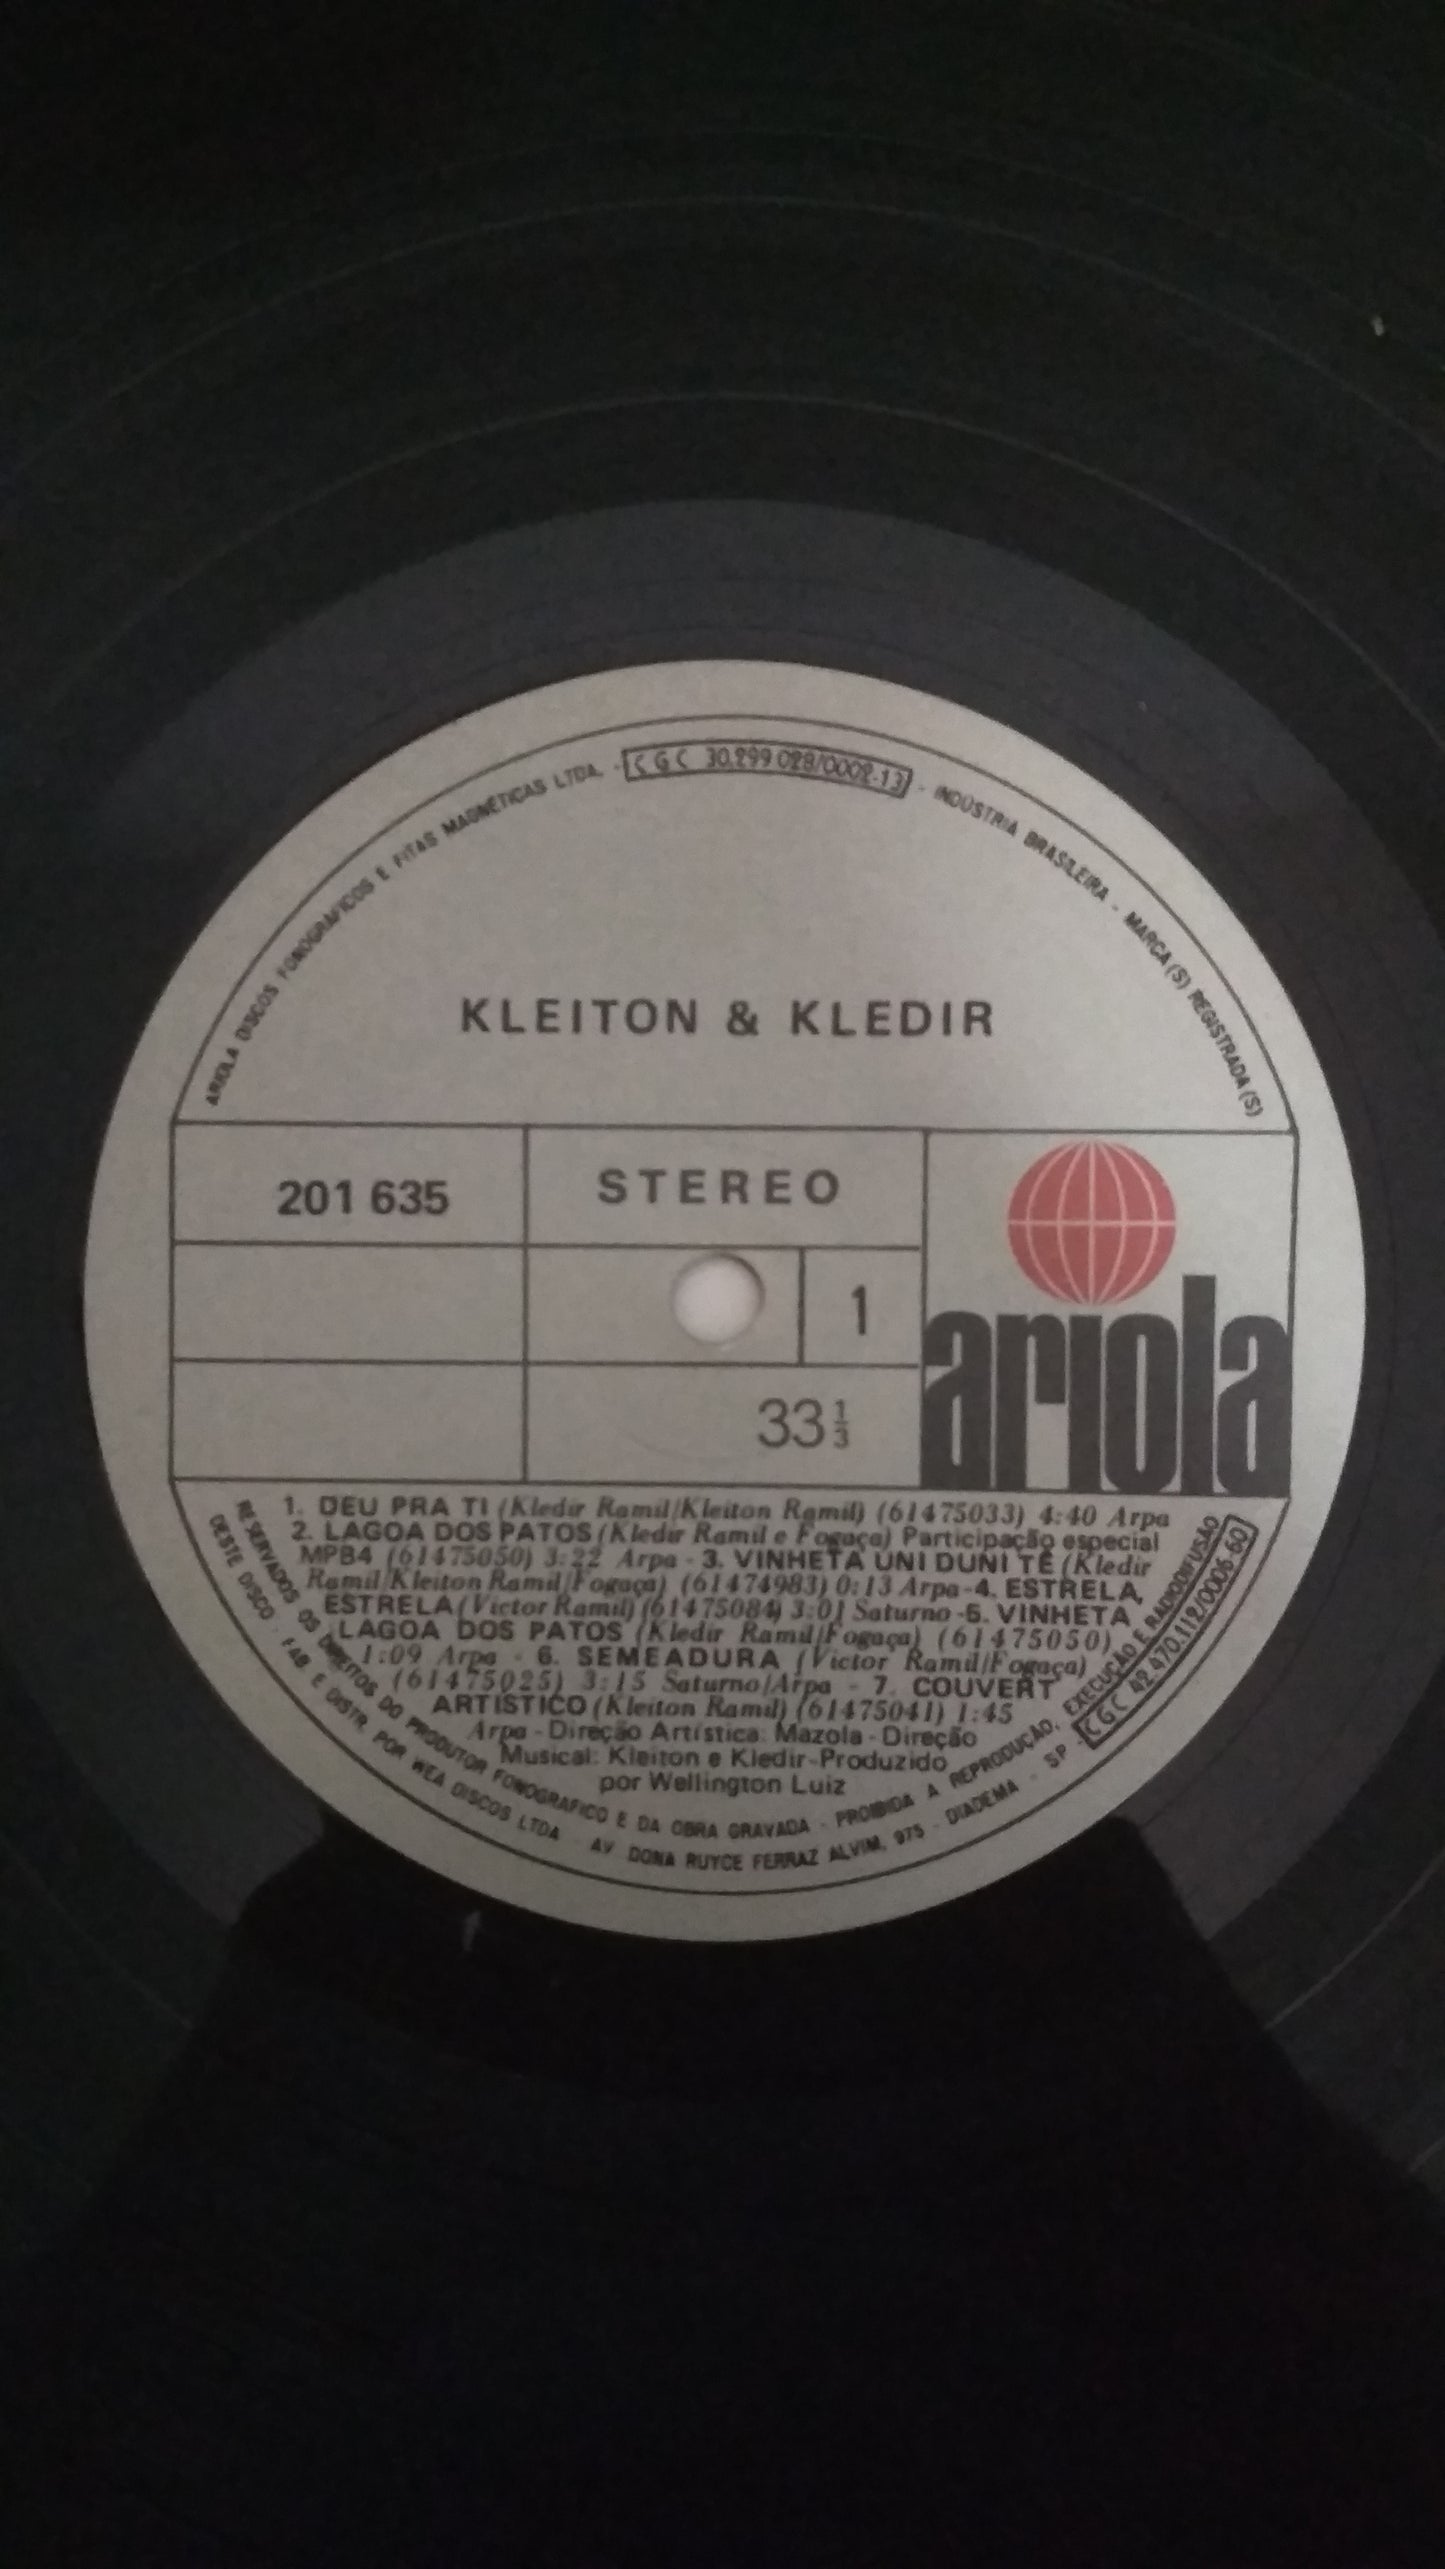 ARIOLA DISCOS FONOGRÁFICOS E FITAS MAGNÉTICAS LTDA. - CGC 30.299.028/0002-13 - INDÚSTRIA BRASILEIRA - MARCA (S) REGISTRADA (S)
KLEITON & KLEDIR
201 635
STEREO
1
33 1/3
ariola
1. DEU PRA TI (Kledir Ramil/Kleiton Ramil) (61475033) 4:40 Arpa
2. LAGOA DOS PATOS (Kledir Ramil e Fogaça) Participação especial
MPB4 (61475050) 3:22 Arpa - 3. VINHETA UNI DUNI TÊ (Kledir
Ramil/Kleiton Ramil/Fogaça) (61474983) 0:13 Arpa - 4. ESTRELA,
ESTRELA (Victor Ramil) (61475084) 3:01 Saturno - 5. VINHETA
LAGOA DOS PATOS (Kledir Ramil/Fogaça) (61475050)
1:09 Arpa - 6. SEMEADURA (Victor Ramil/Fogaça)
(61475025) 3:15 Saturno/Arpa - 7. COUVERT
ARTÍSTICO (Kleiton Ramil) (61475041) 1:45
Arpa - Direção Artística: Mazola - Direção
Musical: Kleiton e Kledir - Produzido
por Wellington Luiz
RESERVADOS OS DIREITOS DO PRODUTOR FONOGRÁFICO E DA OBRA GRAVADA - PROIBIDA A REPRODUÇÃO, EXECUÇÃO E RADIODIFUSÃO
DESTE DISCO - FAB. E DISTR. POR WEA DISCOS LTDA - AV DONA RUYCE FERRAZ ALVIM, 975 - DIADEMA - SP - CGC 42.470.112/0006-60